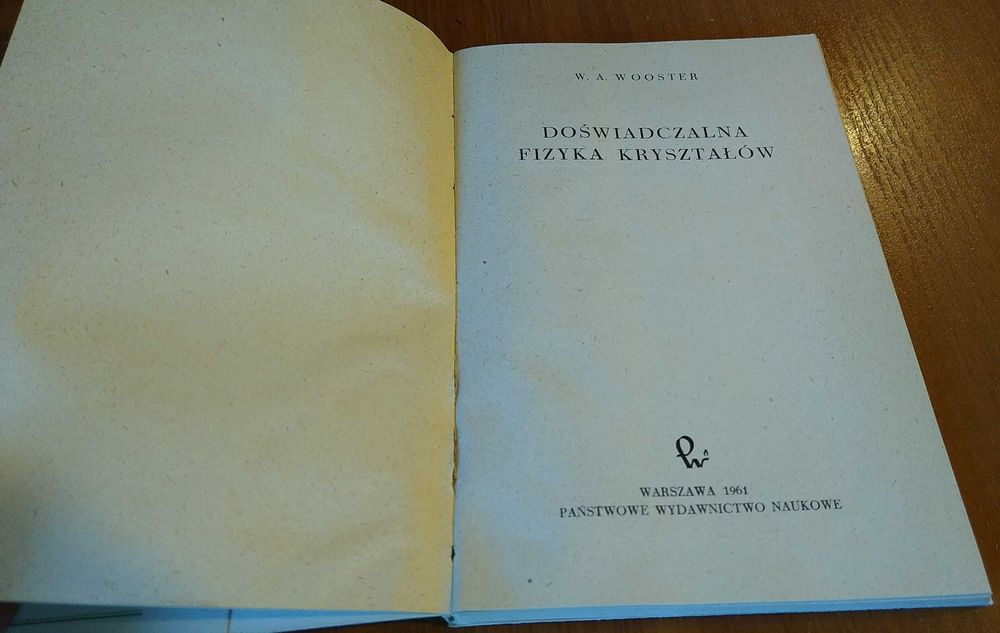 W. A. WOOSTER
DOŚWIADCZALNA
FIZYKA KRYSZTAŁÓW
WARSZAWA 1961
PAŃSTWOWE WYDAWNICTWO NAUKOWE